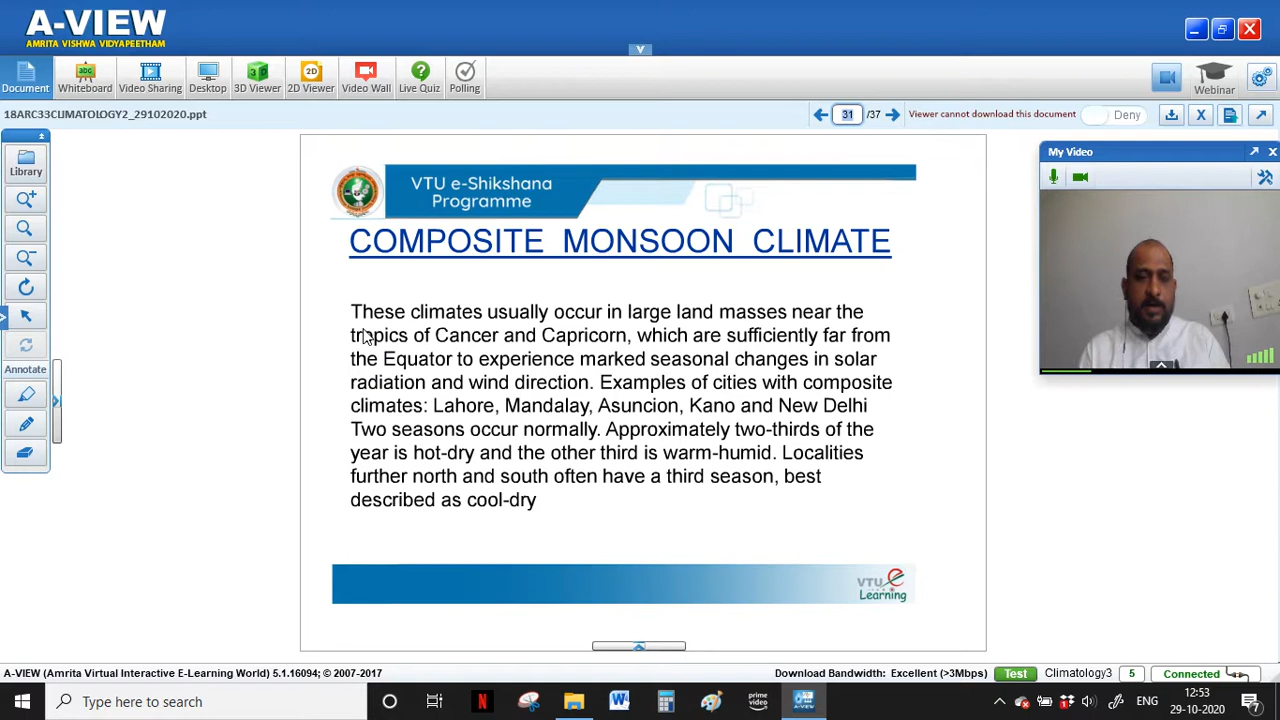 A-VIEW
AMRITA VISHWA VIDYAPEETHAM
Document
Whiteboard
Video Sharing
Desktop
3D Viewer
2D Viewer
Video Wall
Live Quiz
Polling
Webinar
18ARC33CLIMATOLOGY2_29102020.ppt
31 /37
Viewer cannot download this document
Deny
Library
Annotate
My Video
VTU e-Shikshana
Programme
COMPOSITE MONSOON CLIMATE
These climates usually occur in large land masses near the
tropics of Cancer and Capricorn, which are sufficiently far from
the Equator to experience marked seasonal changes in solar
radiation and wind direction. Examples of cities with composite
climates: Lahore, Mandalay, Asuncion, Kano and New Delhi
Two seasons occur normally. Approximately two-thirds of the
year is hot-dry and the other third is warm-humid. Localities
further north and south often have a third season, best
described as cool-dry
VTU e
Learning
A-VIEW (Amrita Virtual Interactive E-Learning World) 5.1.16094; © 2007-2017
Download Bandwidth: Excellent (>3Mbps)
Test
Climatology3
5
Connected
Type here to search
prime
video
ENG
12:53
29-10-2020
7